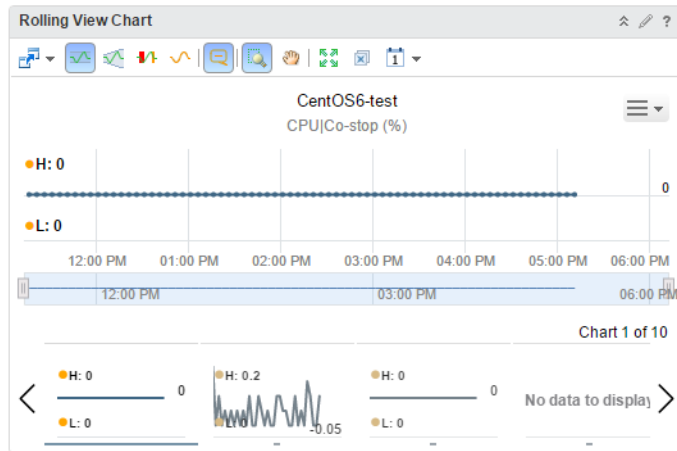 Rolling View Chart ?
1
CentOS6-test
CPU|Co-stop (%)
H: 0
0
L: 0
12:00 PM 01:00 PM 02:00 PM 03:00 PM 04:00 PM 05:00 PM 06:00 PM
12:00 PM 03:00 PM 06:00 PM
Chart 1 of 10
H: 0 H: 0.2 H: 0
0 0 No data to display
L: 0 L: 0 -0.05 L: 0